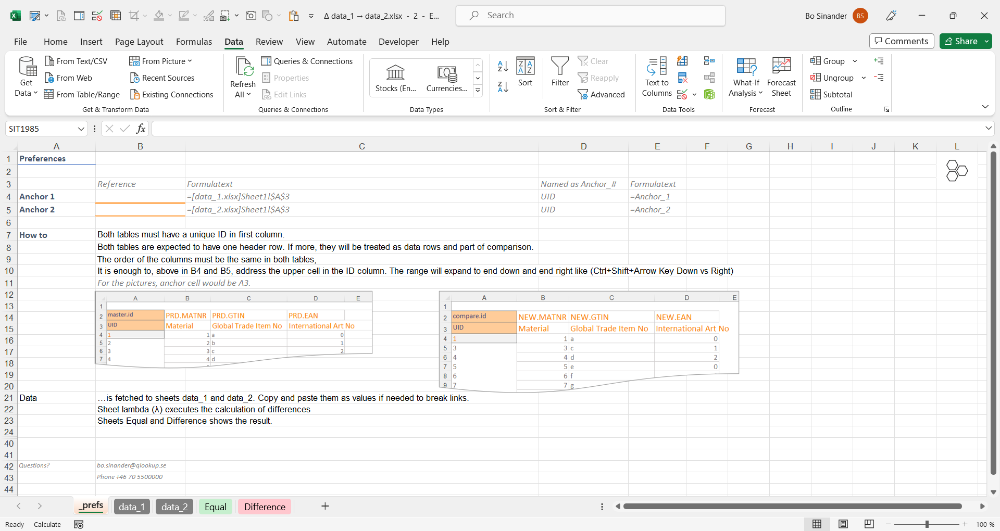 Δ data_1 → data_2.xlsx - 2 - E...
Search
Bo Sinander BS
File Home Insert Page Layout Formulas Data Review View Automate Developer Help
Comments Share
Get Data
From Text/CSV
From Web
From Table/Range
From Picture
Recent Sources
Existing Connections
Get & Transform Data
Refresh All
Queries & Connections
Properties
Edit Links
Queries & Connections
Stocks (En... Currencies...
Data Types
Sort
Filter
Clear
Reapply
Advanced
Sort & Filter
Text to Columns
Data Tools
What-If Analysis
Forecast Sheet
Forecast
Group
Ungroup
Subtotal
Outline
SIT1985 fx
A B C D E F G H I J K L
1 Preferences
2
3 Reference Formulatext Named as Anchor_# Formulatext
4 Anchor 1 =[data_1.xlsx]Sheet1!$A$3 UID =Anchor_1
5 Anchor 2 =[data_2.xlsx]Sheet1!$A$3 UID =Anchor_2
6
7 How to Both tables must have a unique ID in first column.
8 Both tables are expected to have one header row. If more, they will be treated as data rows and part of comparison.
9 The order of the columns must be the same in both tables,
10 It is enough to, above in B4 and B5, address the upper cell in the ID column. The range will expand to end down and end right like (Ctrl+Shift+Arrow Key Down vs Right)
11 For the pictures, anchor cell would be A3.
12
13
14
15
16
17
18
19
20
A B C D E
1
2 master.id PRD.MATNR PRD.GTIN PRD.EAN
3 UID Material Global Trade Item No International Art No
4 1 1 a 0
5 2 2 b 1
6 3 3 c 2
7 4 4 d
A B C D E
1
2 compare.id NEW.MATNR NEW.GTIN NEW.EAN
3 UID Material Global Trade Item No International Art No
4 1 1 a 0
5 3 3 c 1
6 4 4 d 2
7 5 5 e 0
8 6 6 f
9 7 7 g
21 Data ...is fetched to sheets data_1 and data_2. Copy and paste them as values if needed to break links.
22 Sheet lambda (λ) executes the calculation of differences
23 Sheets Equal and Difference shows the result.
24
40
41
42 Questions? bo.sinander@qlookup.se
43 Phone +46 70 5500000
44
_prefs data_1 data_2 Equal Difference
Ready Calculate 100 %